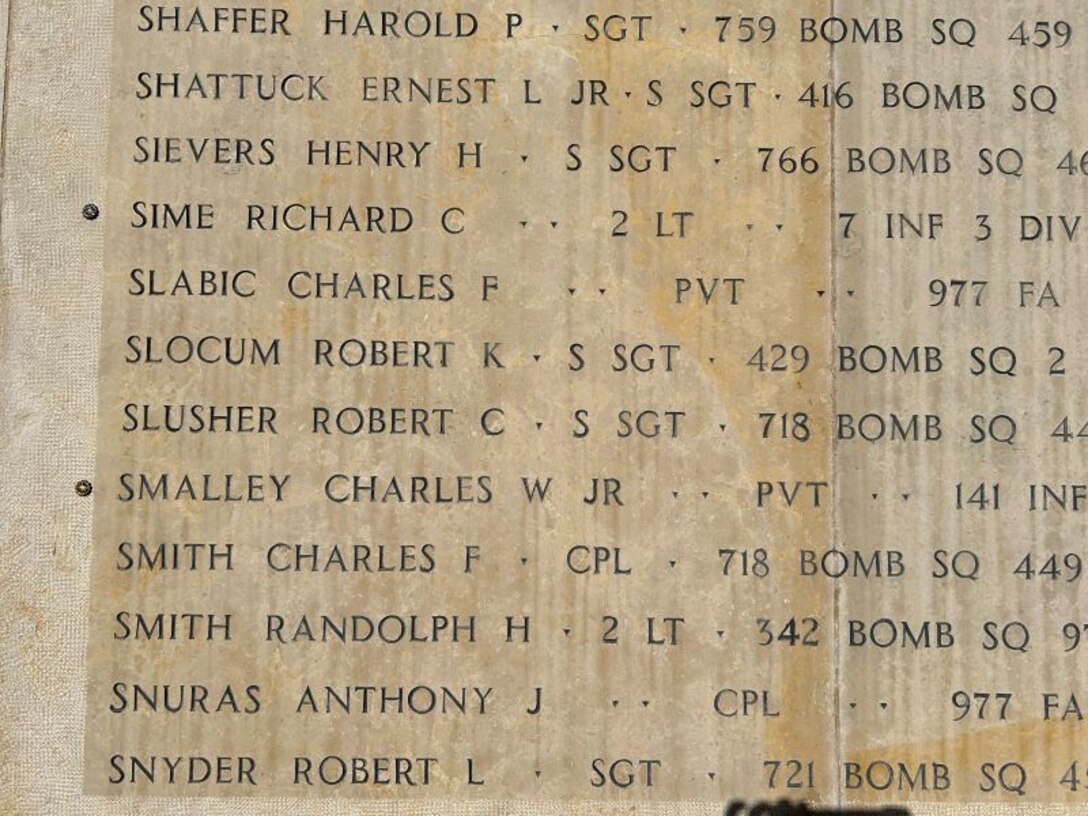 SHAFFER HAROLD P · SGT · 759 BOMB SQ 459
SHATTUCK ERNEST L JR · S SGT · 416 BOMB SQ
SIEVERS HENRY H · S SGT · 766 BOMB SQ 46
SIME RICHARD C · · 2 LT · · 7 INF 3 DIV
SLABIC CHARLES F · · PVT · · 977 FA
SLOCUM ROBERT K · S SGT · 429 BOMB SQ 2
SLUSHER ROBERT C · S SGT · 718 BOMB SQ 44
SMALLEY CHARLES W JR · · PVT · · 141 INF
SMITH CHARLES F · CPL · 718 BOMB SQ 449
SMITH RANDOLPH H · 2 LT · 342 BOMB SQ 97
SNURAS ANTHONY J · · CPL · · 977 FA
SNYDER ROBERT L · SGT · 721 BOMB SQ 4